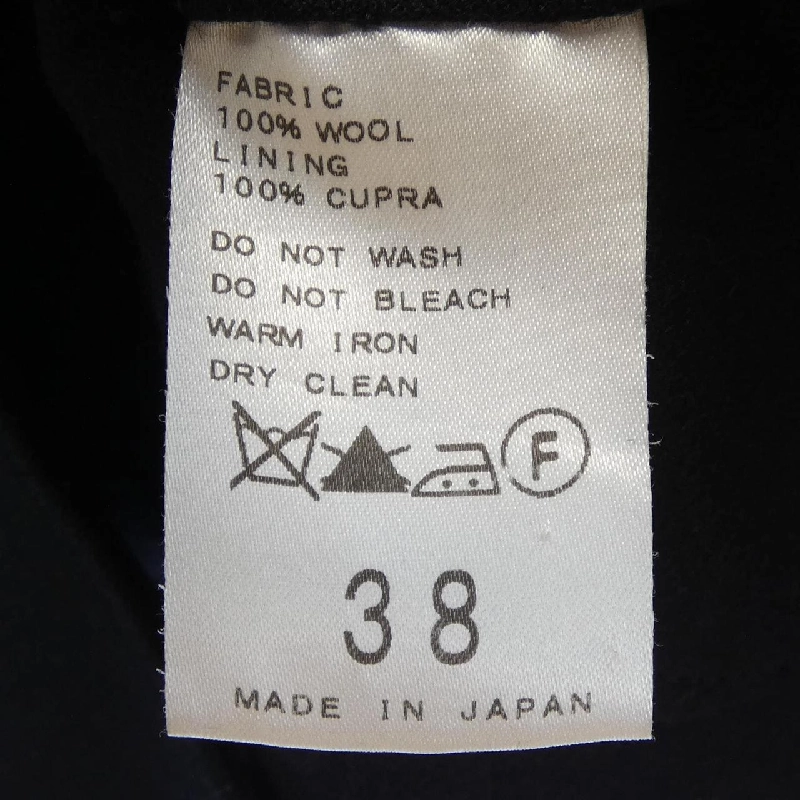 FABRIC
100% WOOL
LINING
100% CUPRA
DO NOT WASH
DO NOT BLEACH
WARM IRON
DRY CLEAN
F
38
MADE IN JAPAN